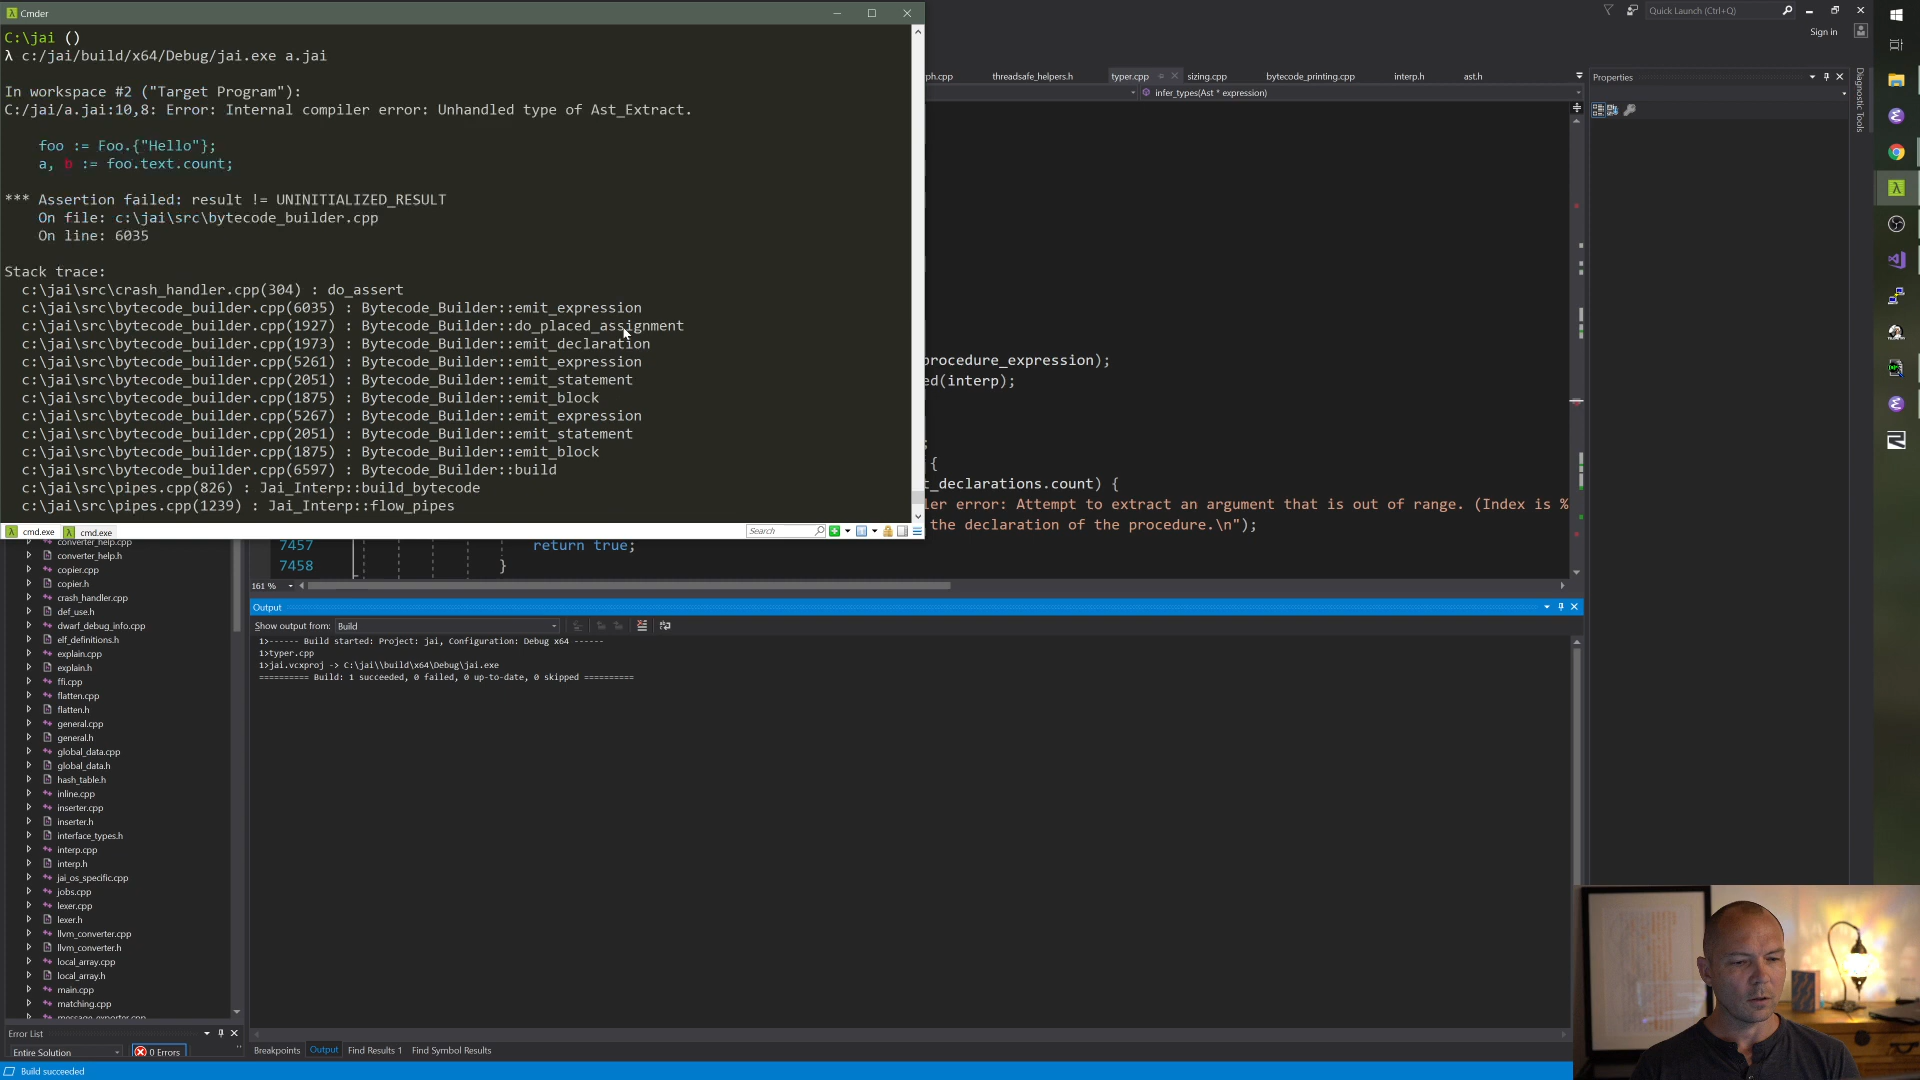 Cmder
C:\jai ()
λ c:/jai/build/x64/Debug/jai.exe a.jai
In workspace #2 ("Target Program"):
C:/jai/a.jai:10,8: Error: Internal compiler error: Unhandled type of Ast_Extract.
foo := Foo.{"Hello"};
a, b := foo.text.count;
*** Assertion failed: result != UNINITIALIZED_RESULT
On file: c:\jai\src\bytecode_builder.cpp
On line: 6035
Stack trace:
c:\jai\src\crash_handler.cpp(304) : do_assert
c:\jai\src\bytecode_builder.cpp(6035) : Bytecode_Builder::emit_expression
c:\jai\src\bytecode_builder.cpp(1927) : Bytecode_Builder::do_placed_assignment
c:\jai\src\bytecode_builder.cpp(1973) : Bytecode_Builder::emit_declaration
c:\jai\src\bytecode_builder.cpp(5261) : Bytecode_Builder::emit_expression
c:\jai\src\bytecode_builder.cpp(2051) : Bytecode_Builder::emit_statement
c:\jai\src\bytecode_builder.cpp(1875) : Bytecode_Builder::emit_block
c:\jai\src\bytecode_builder.cpp(5267) : Bytecode_Builder::emit_expression
c:\jai\src\bytecode_builder.cpp(2051) : Bytecode_Builder::emit_statement
c:\jai\src\bytecode_builder.cpp(1875) : Bytecode_Builder::emit_block
c:\jai\src\bytecode_builder.cpp(6597) : Bytecode_Builder::build
c:\jai\src\pipes.cpp(826) : Jai_Interp::build_bytecode
c:\jai\src\pipes.cpp(1239) : Jai_Interp::flow_pipes
cmd.exe cmd.exe Search
Quick Launch (Ctrl+Q)
Sign in
ph.cpp threadsafe_helpers.h typer.cpp sizing.cpp bytecode_printing.cpp interp.h ast.h
infer_types(Ast * expression)
Properties
Diagnostic Tools
procedure_expression);
ed(interp);
;
{
t_declarations.count) {
ler error: Attempt to extract an argument that is out of range. (Index is %
the declaration of the procedure.\n");
7457 return true;
7458 }
161 %
converter_help.cpp
converter_help.h
copier.cpp
copier.h
crash_handler.cpp
def_use.h
dwarf_debug_info.cpp
elf_definitions.h
explain.cpp
explain.h
ffi.cpp
flatten.cpp
flatten.h
general.cpp
general.h
global_data.cpp
global_data.h
hash_table.h
inline.cpp
inserter.cpp
inserter.h
interface_types.h
interp.cpp
interp.h
jai_os_specific.cpp
jobs.cpp
lexer.cpp
lexer.h
llvm_converter.cpp
llvm_converter.h
local_array.cpp
local_array.h
main.cpp
matching.cpp
message_exporter.cpp
Output
Show output from: Build
1>------ Build started: Project: jai, Configuration: Debug x64 ------
1>typer.cpp
1>jai.vcxproj -> C:\jai\\build\x64\Debug\jai.exe
========== Build: 1 succeeded, 0 failed, 0 up-to-date, 0 skipped ==========
Error List
Entire Solution 0 Errors
Breakpoints Output Find Results 1 Find Symbol Results
Build succeeded